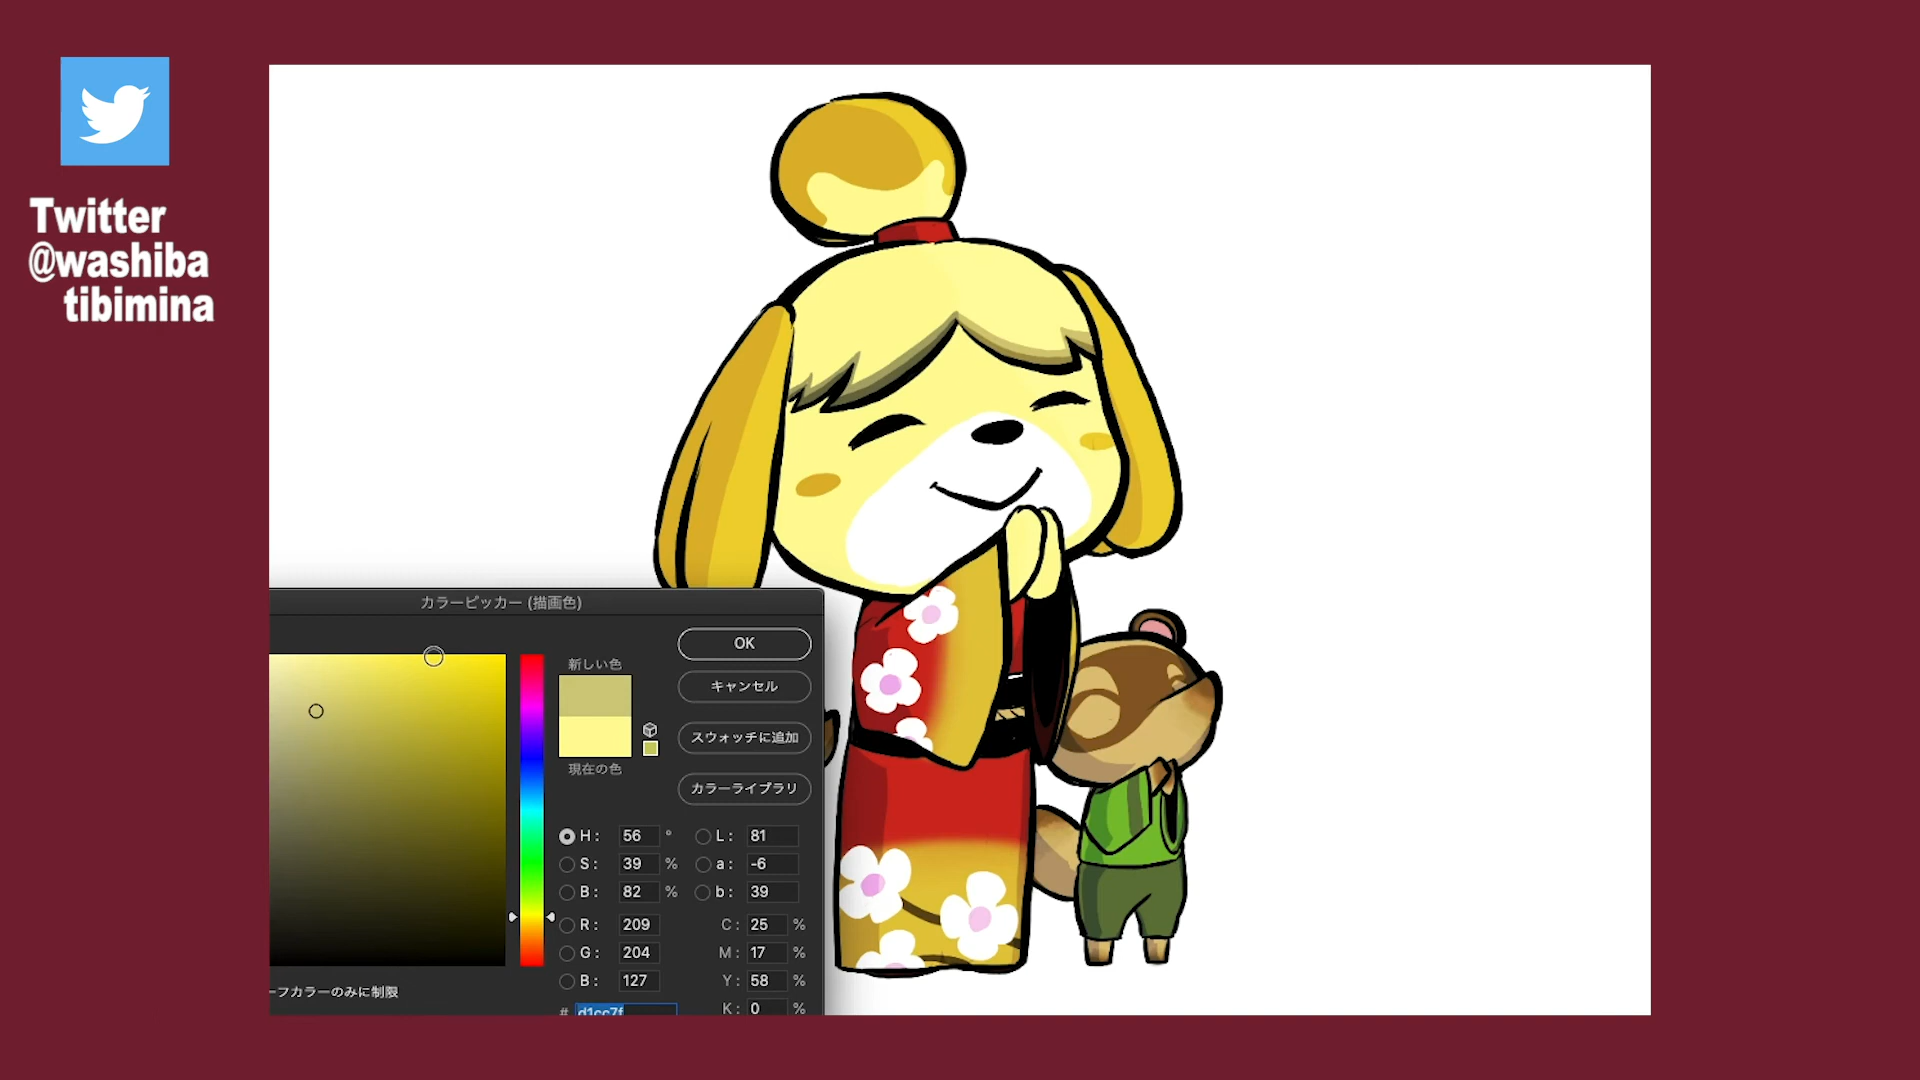 Twitter
@washiba
tibimina
カラーピッカー (描画色)
新しい色
現在の色
OK
キャンセル
スウォッチに追加
カラーライブラリ
H: 56 ° L: 81
S: 39 % a: -6
B: 82 % b: 39
R: 209 C: 25 %
G: 204 M: 17 %
B: 127 Y: 58 %
# d1cc7f K: 0 %
ーフカラーのみに制限